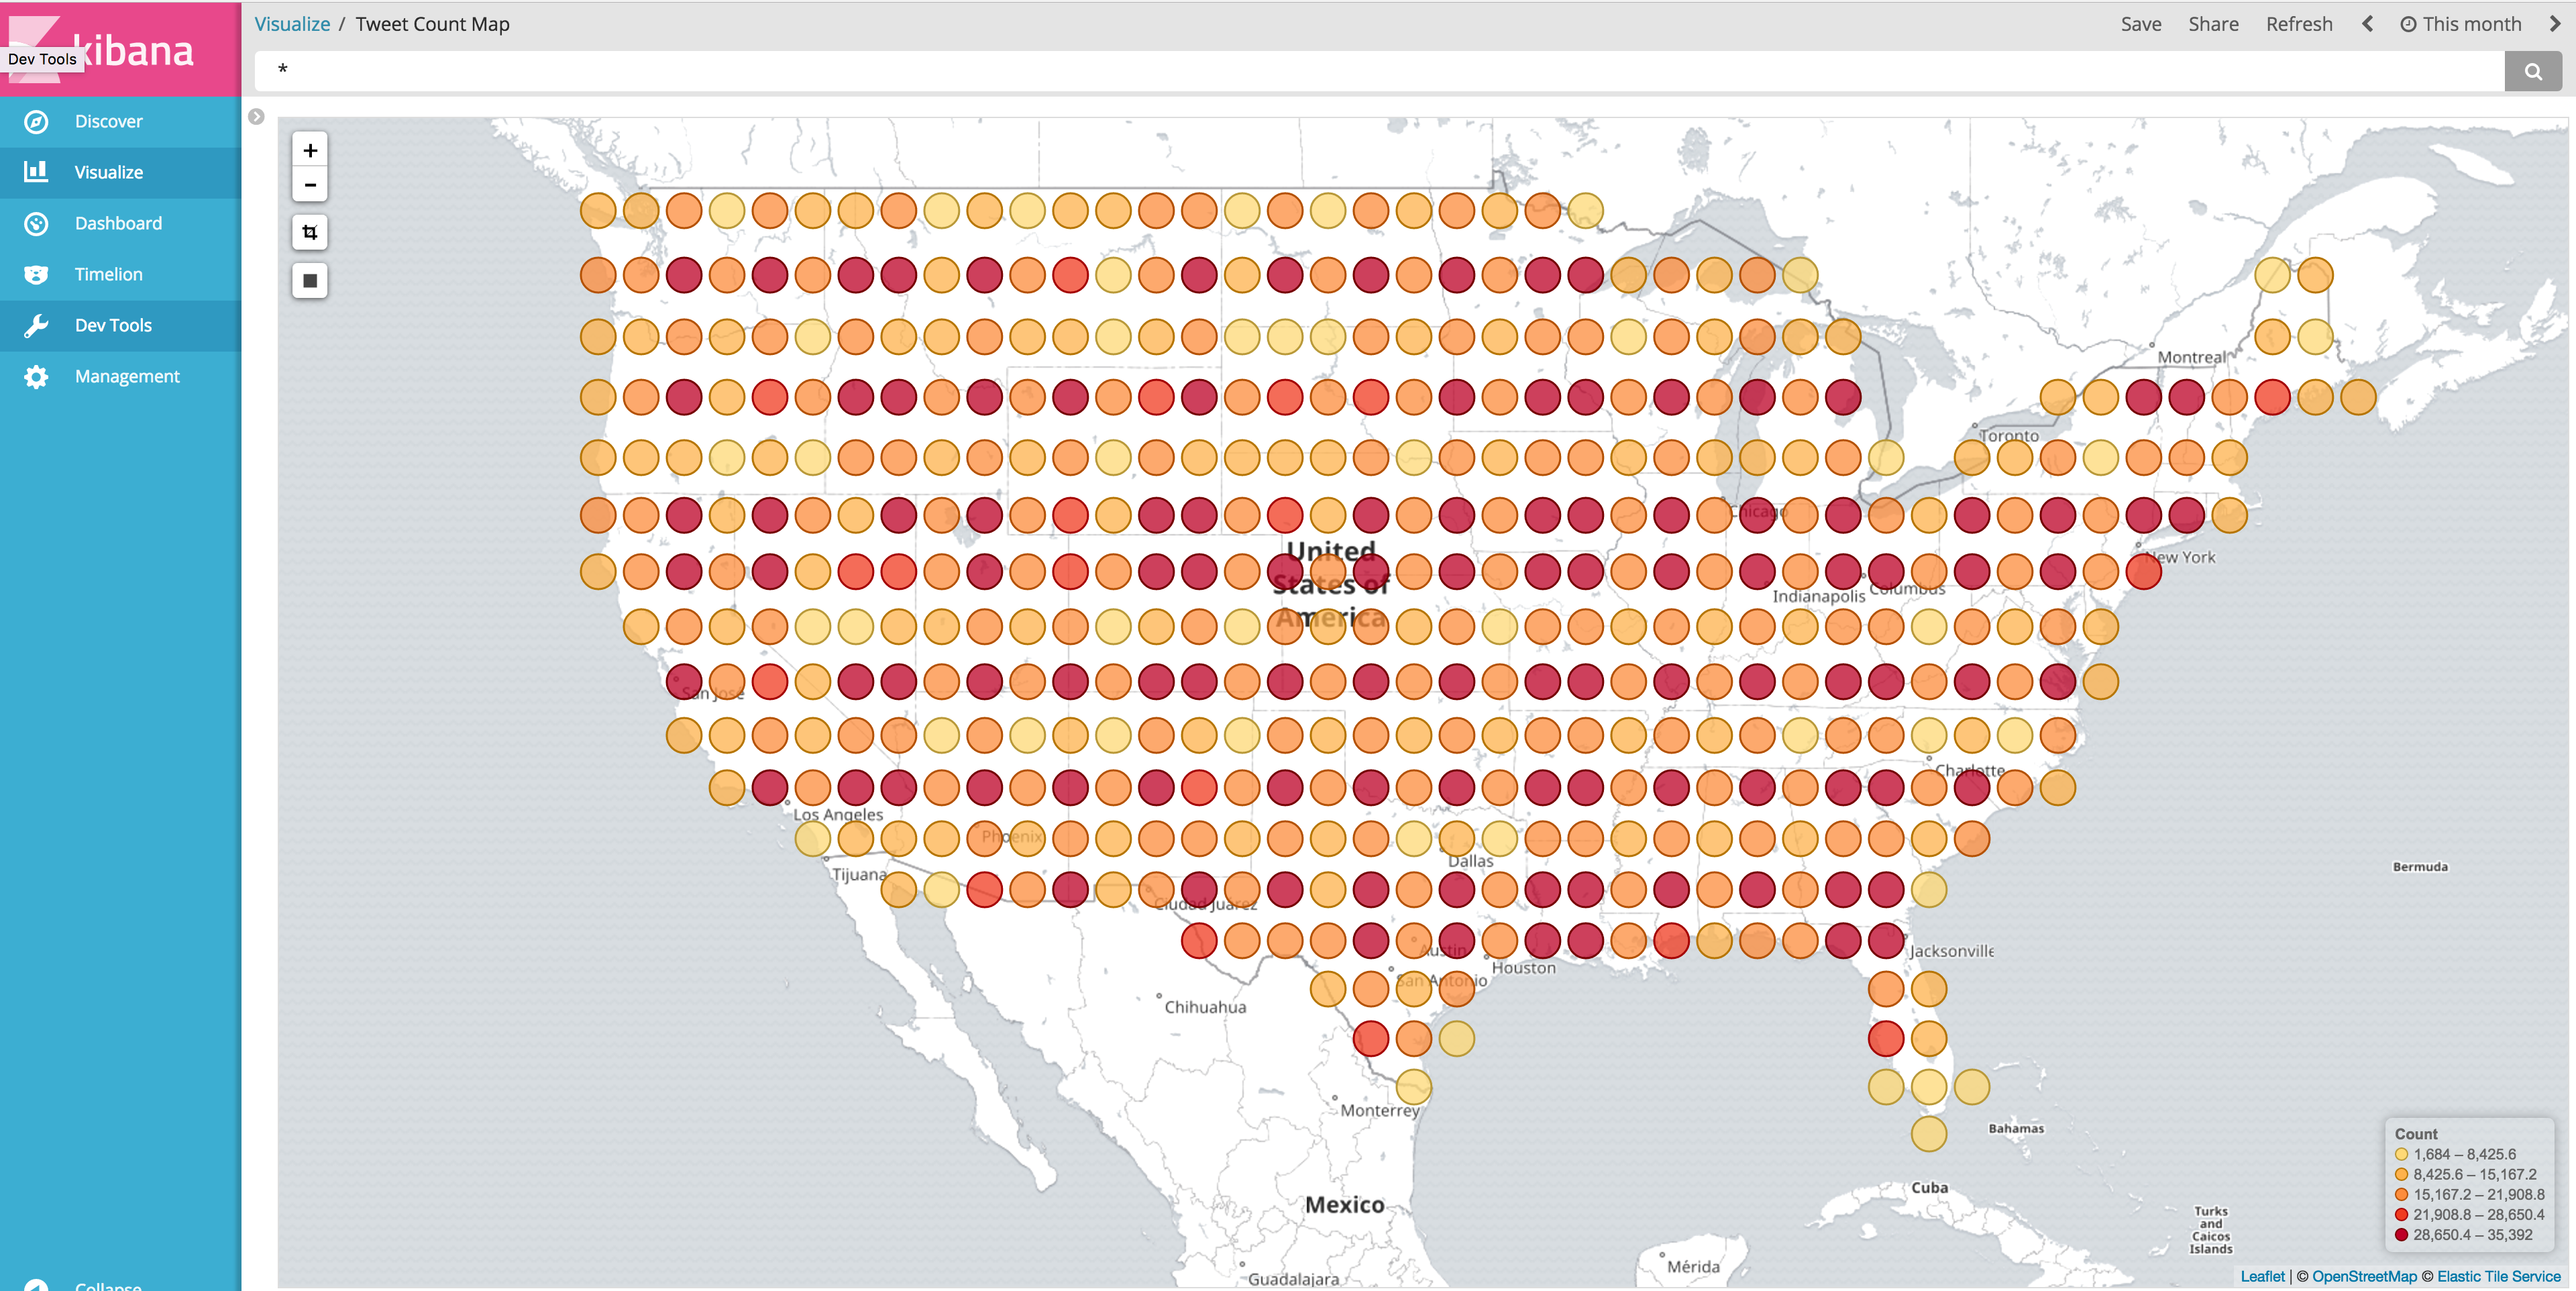 Visualize / Tweet Count Map
Save Share Refresh This month
kibana
Dev Tools
*
Discover
Visualize
Dashboard
Timelion
Dev Tools
Management
Collapse
+
−
Montreal
Toronto
Chicago
New York
United
States of
America
Indianapolis
Columbus
San José
Charlotte
Los Angeles
Phoenix
Dallas
Tijuana
Bermuda
Ciudad Juárez
Austin
Jacksonville
Houston
San Antonio
Chihuahua
Monterrey
Bahamas
Cuba
Mexico
Turks
and
Caicos
Islands
Mérida
Guadalajara
Count
1,684 – 8,425.6
8,425.6 – 15,167.2
15,167.2 – 21,908.8
21,908.8 – 28,650.4
28,650.4 – 35,392
Leaflet | © OpenStreetMap © Elastic Tile Service